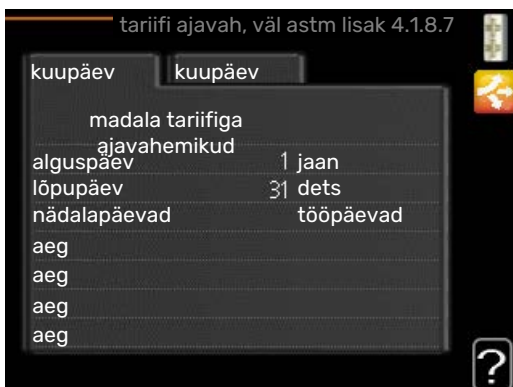 tariifi ajavah, väl astm lisak 4.1.8.7
kuupäev
kuupäev
madala tariifiga
ajavahemikud
alguspäev 1 jaan
lõpupäev 31 dets
nädalapäevad tööpäevad
aeg
aeg
aeg
aeg
?